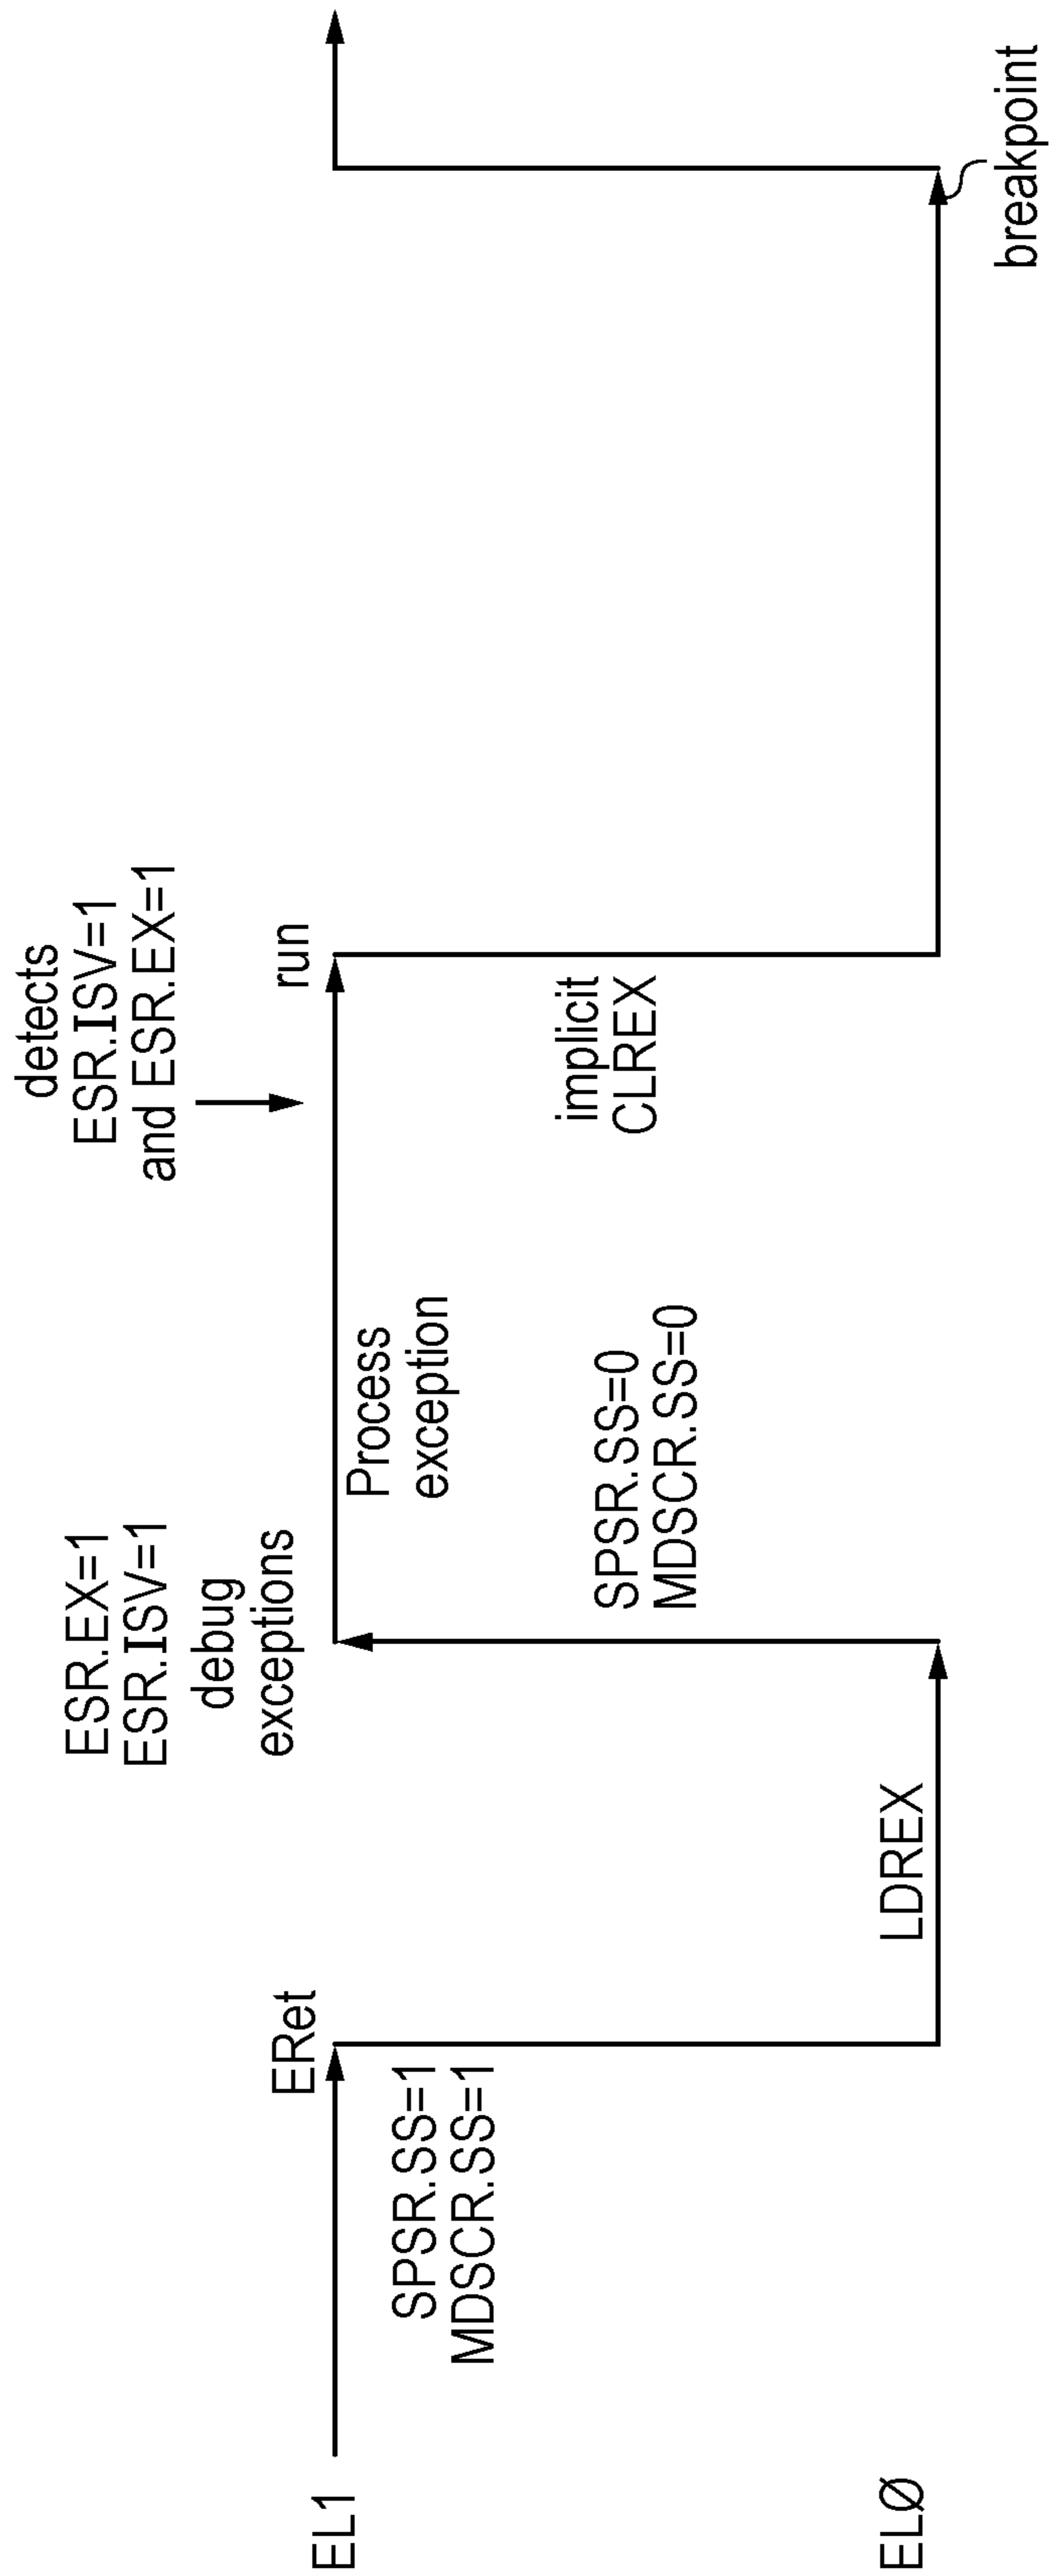 EL1
ELØ
SPSR.SS=1
MDSCR.SS=1
ERet
LDREX
ESR.EX=1
ESR.ISV=1
debug
exceptions
SPSR.SS=0
MDSCR.SS=0
Process
exception
detects
ESR.ISV=1
and ESR.EX=1
run
implicit
CLREX
breakpoint